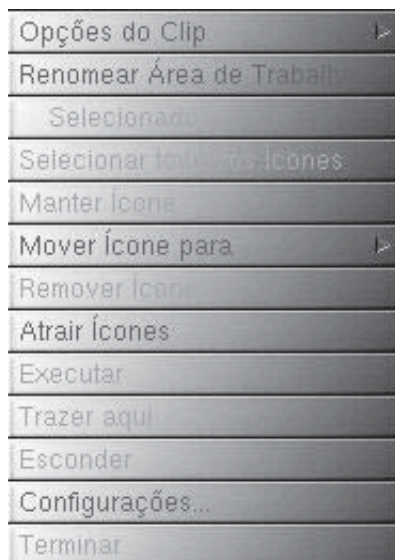 Opções do Clip
Renomear Área de Trabalho
Selecionado
Selecionar todos os Ícones
Manter Ícone
Mover Ícone para
Remover Ícone
Atrair Ícones
Executar
Trazer aqui
Esconder
Configurações...
Terminar